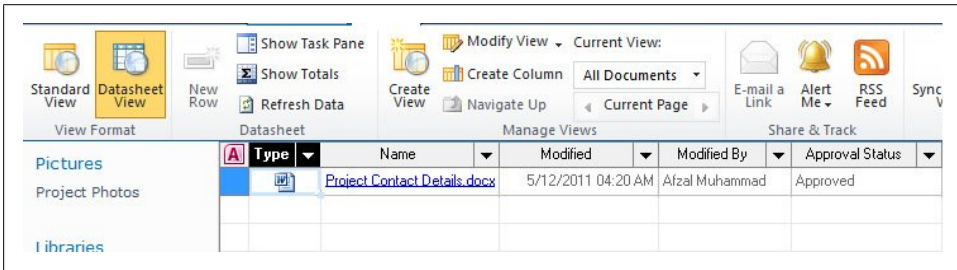 Standard View
Datasheet View
View Format
New Row
Show Task Pane
Show Totals
Refresh Data
Datasheet
Create View
Modify View
Create Column
Navigate Up
Current View:
All Documents
Current Page
Manage Views
E-mail a Link
Alert Me
RSS Feed
Share & Track
Sync
Pictures
Project Photos
Libraries
A Type Name Modified Modified By Approval Status
Project Contact Details.docx 5/12/2011 04:20 AM Afzal Muhammad Approved